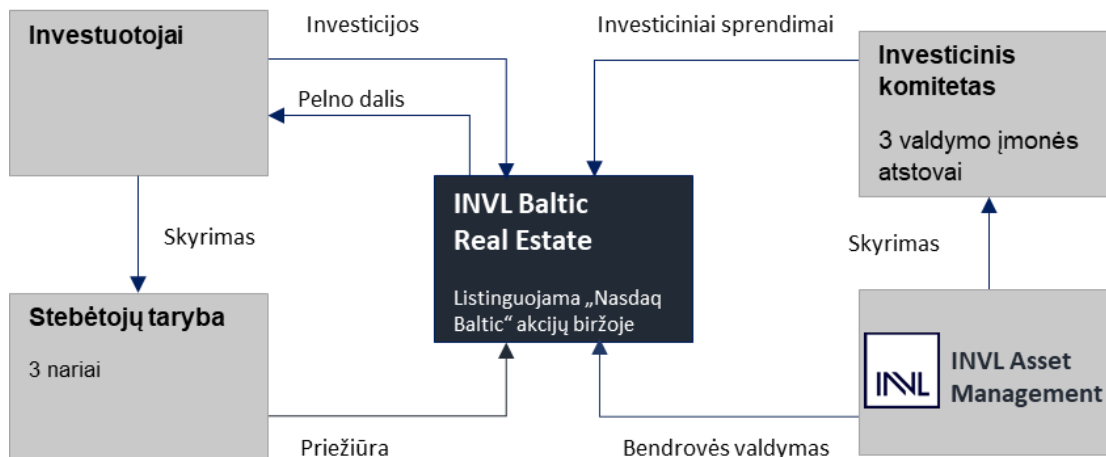 Investuotojai
Investicijos
Pelno dalis
Investiciniai sprendimai
Investicinis
komitetas
3 valdymo įmonės
atstovai
INVL Baltic
Real Estate
Listinguojama „Nasdaq
Baltic“ akcijų biržoje
Skyrimas
Skyrimas
Stebėtojų taryba
3 nariai
INVL
INVL Asset
Management
Priežiūra
Bendrovės valdymas